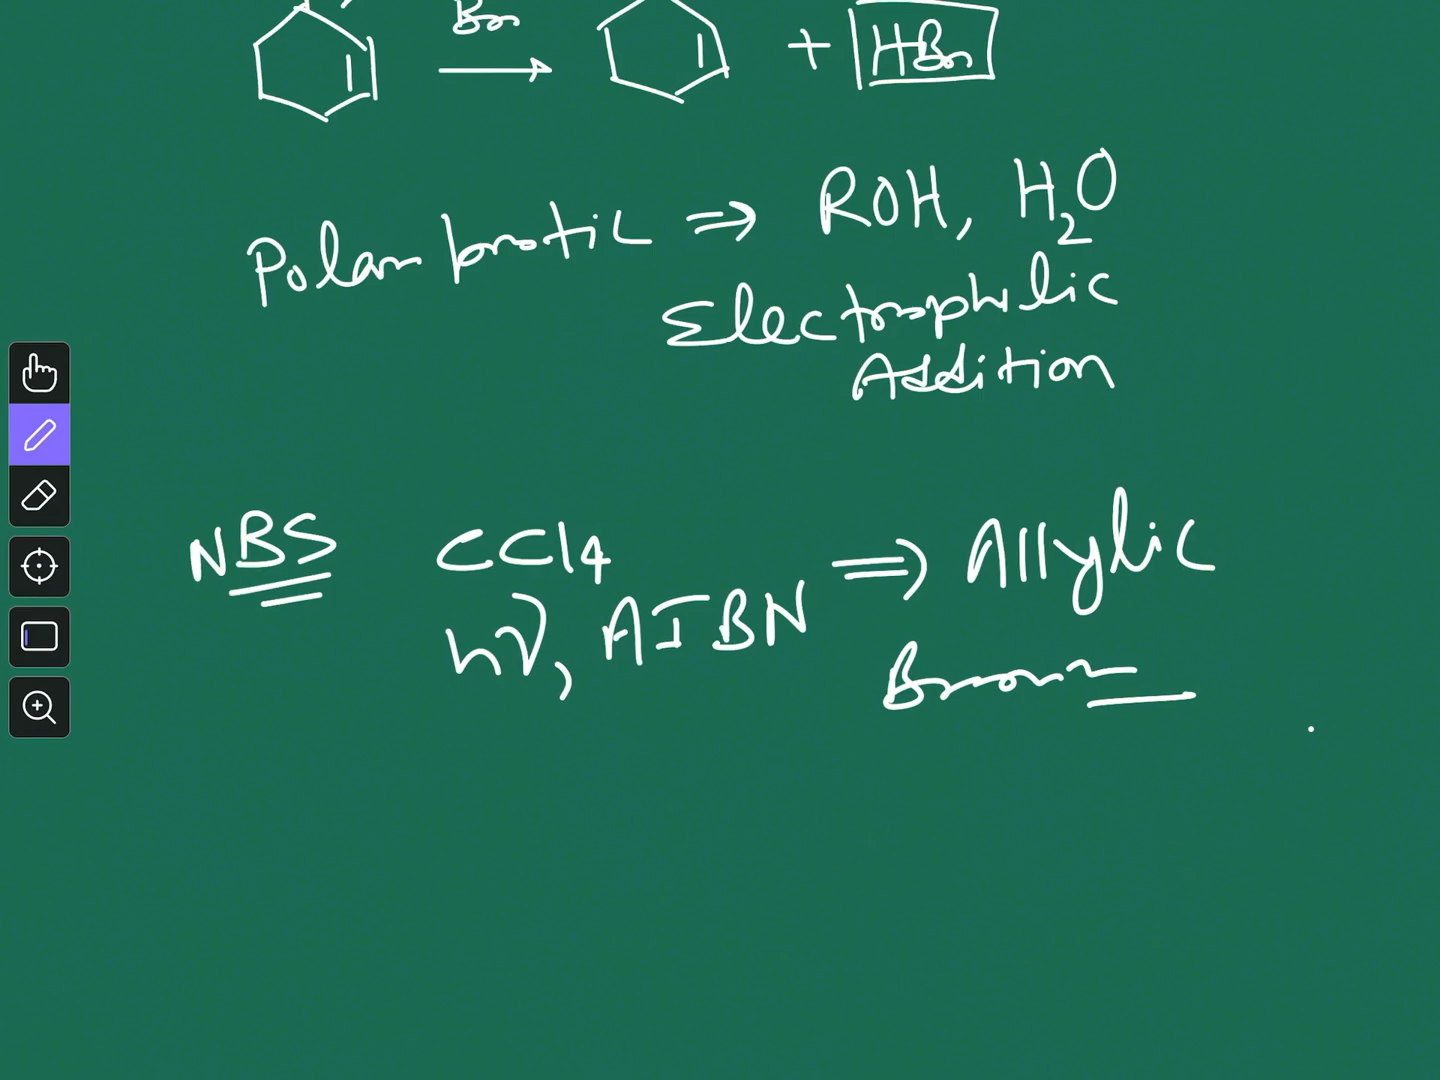 Br
+ HBr
Polar protic ⇒ ROH, H2O
Electrophilic
Addition
NBS CCl4 ⇒ Allylic
hν, AIBN